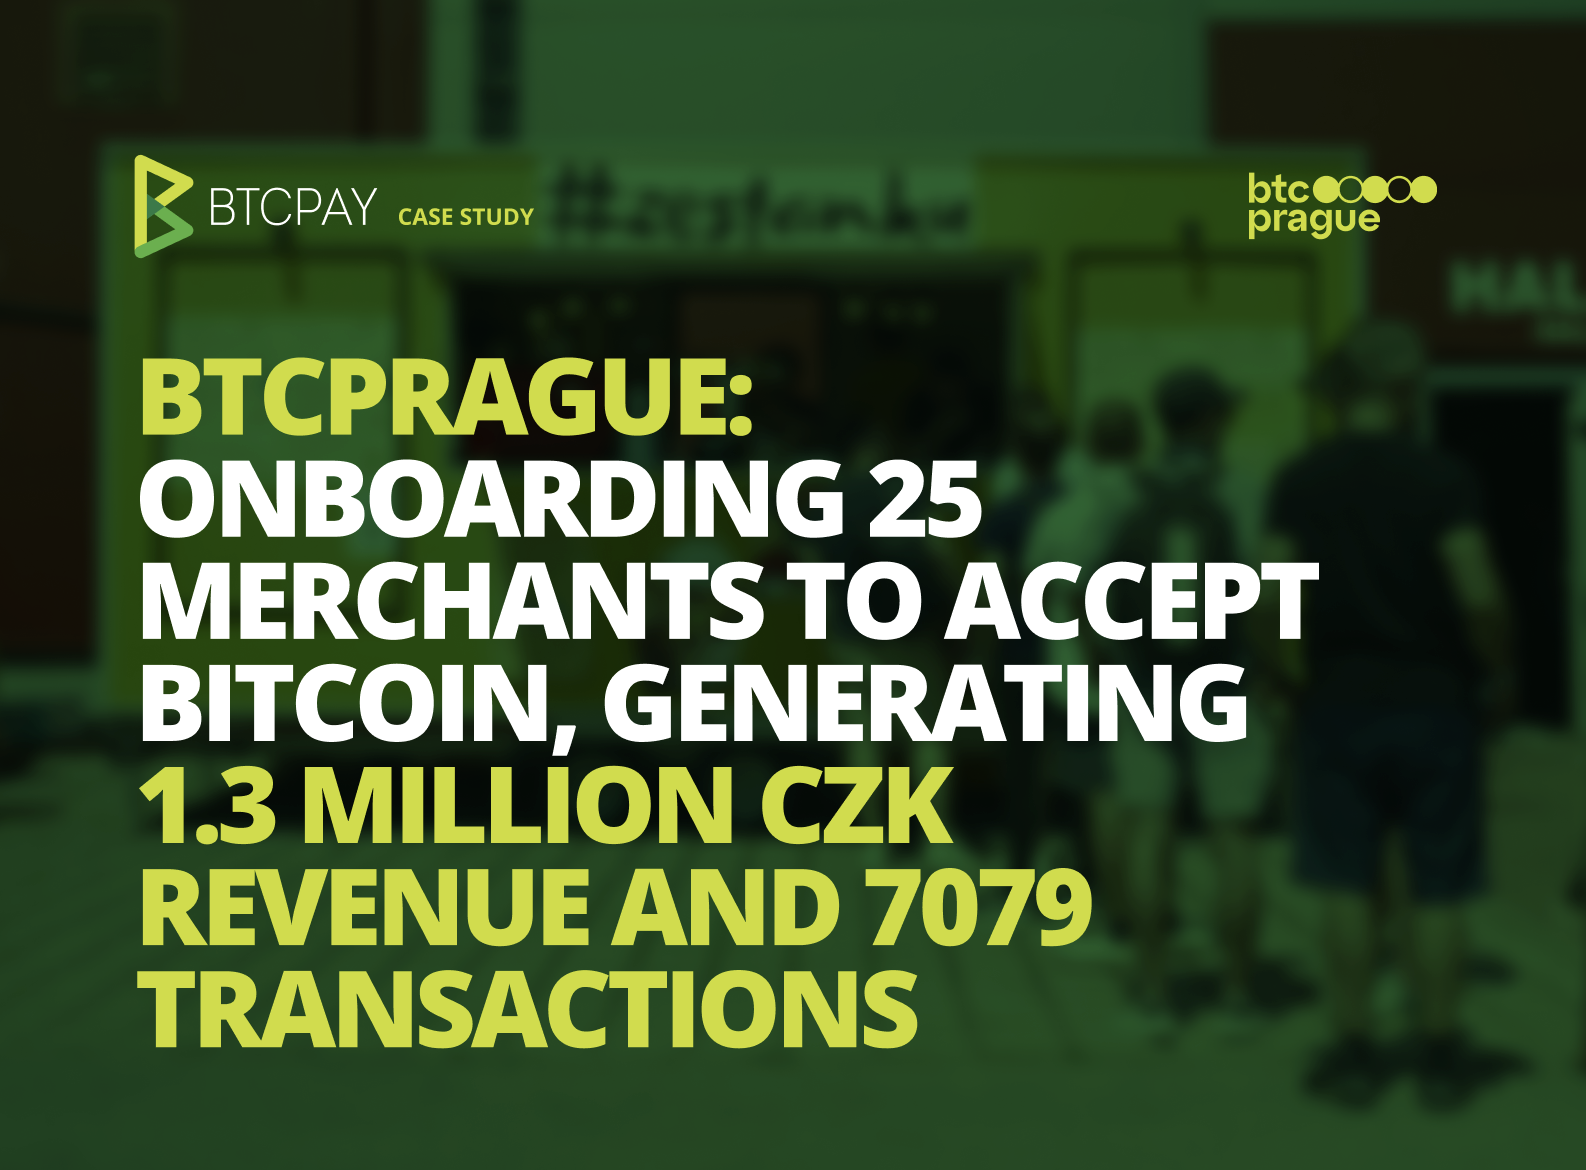 BTCPAY CASE STUDY
btc
prague
BTCPRAGUE:
ONBOARDING 25
MERCHANTS TO ACCEPT
BITCOIN, GENERATING
1.3 MILLION CZK
REVENUE AND 7079
TRANSACTIONS